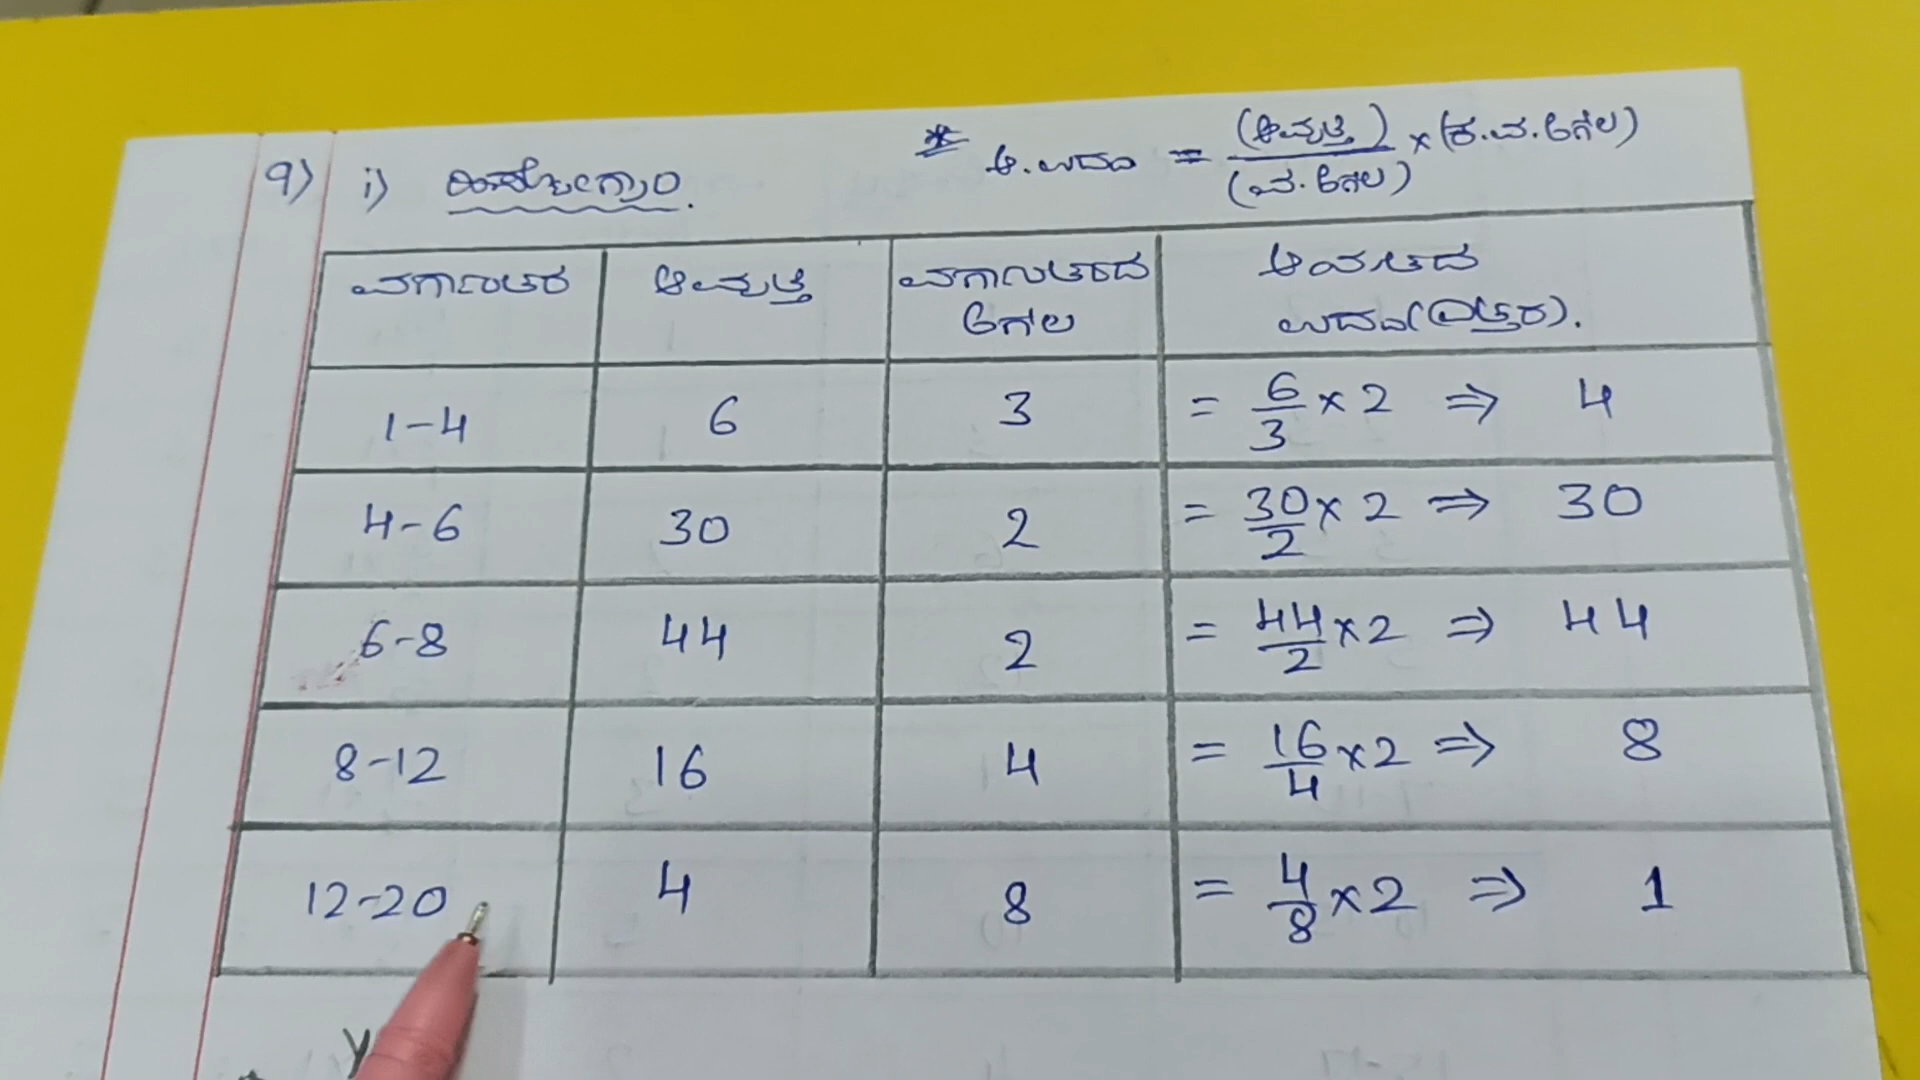 9) i) ಹಿಸ್ಟೋಗ್ರಾಂ.
* ಆ.ಉದ್ದ = (ಆವೃತ್ತಿ) / (ವ.ಅಗಲ) × (ಕ.ವ.ಅಗಲ)
ವರ್ಗಾಂತರ ಆವೃತ್ತಿ ವರ್ಗಾಂತರದ ಅಗಲ ಆಯತದ ಉದ್ದ(ಎತ್ತರ).
1-4 6 3 = 6/3 × 2 ⇒ 4
4-6 30 2 = 30/2 × 2 ⇒ 30
6-8 44 2 = 44/2 × 2 ⇒ 44
8-12 16 4 = 16/4 × 2 ⇒ 8
12-20 4 8 = 4/8 × 2 ⇒ 1
Y